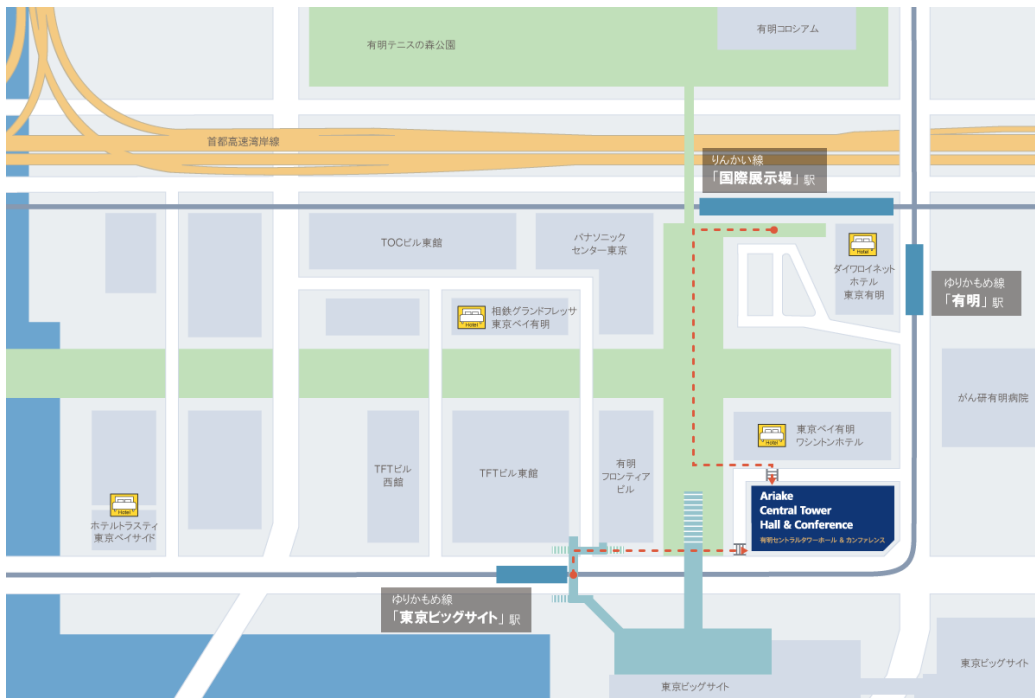 有明コロシアム
有明テニスの森公園
首都高速湾岸線
りんかい線
「国際展示場」駅
TOCビル東館
パナソニック
センター東京
Hotel
ダイワロイネット
ホテル
東京有明
ゆりかもめ線
「有明」駅
Hotel
相鉄グランドフレッサ
東京ベイ有明
がん研有明病院
Hotel
東京ベイ有明
ワシントンホテル
TFTビル
西館
TFTビル東館
有明
フロンティア
ビル
Ariake
Central Tower
Hall & Conference
有明セントラルタワーホール & カンファレンス
Hotel
ホテルトラスティ
東京ベイサイド
ゆりかもめ線
「東京ビッグサイト」駅
東京ビッグサイト
東京ビッグサイト